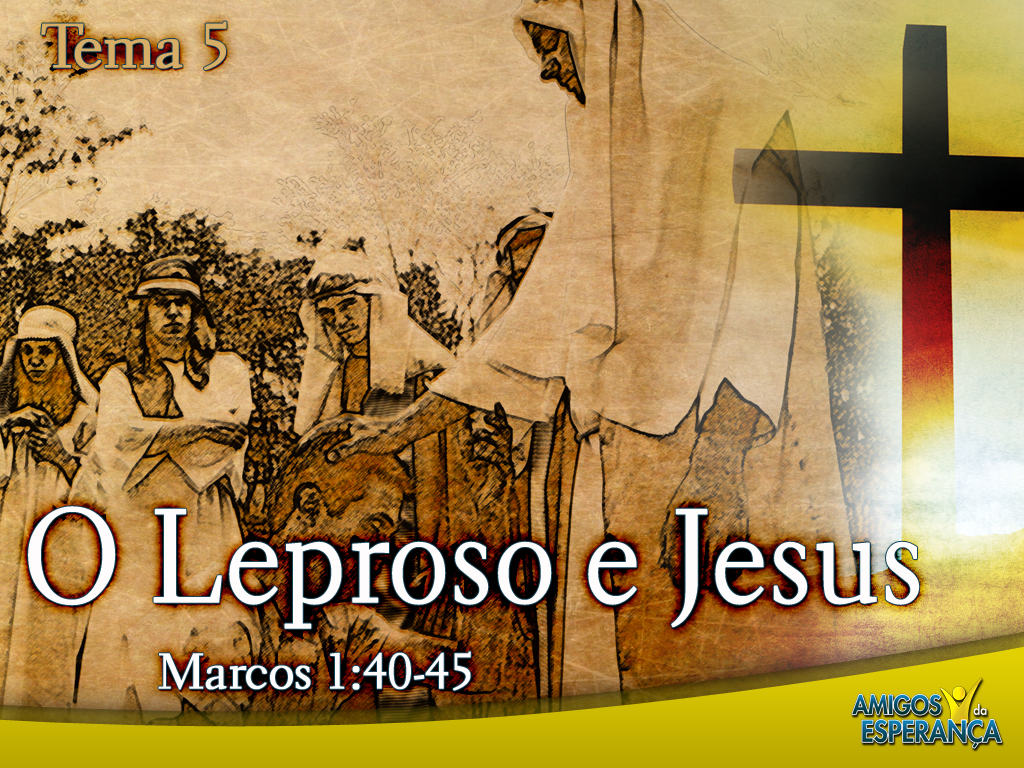 Tema 5
O Leproso e Jesus
Marcos 1:40-45
AMIGOS da
ESPERANÇA